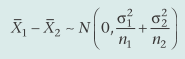 X̄₁ − X̄₂ ~ N(0, σ₁²/n₁ + σ₂²/n₂)